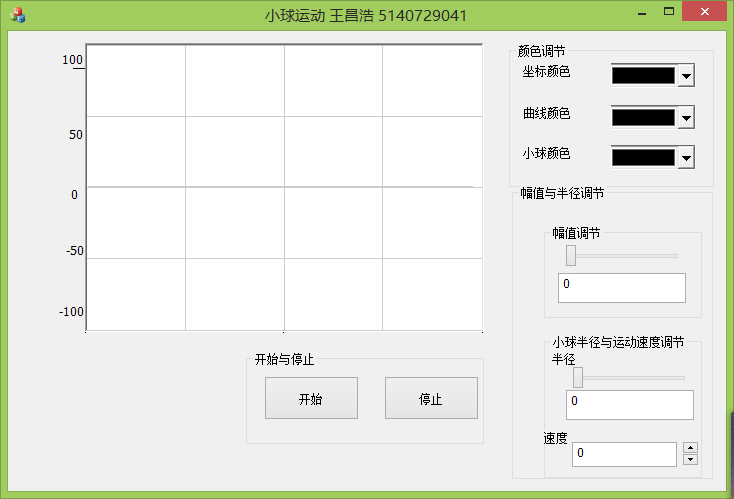 小球运动 王昌浩 5140729041
100
50
0
-50
-100
颜色调节
坐标颜色
曲线颜色
小球颜色
幅值与半径调节
幅值调节
0
小球半径与运动速度调节
半径
0
速度
0
开始与停止
开始
停止